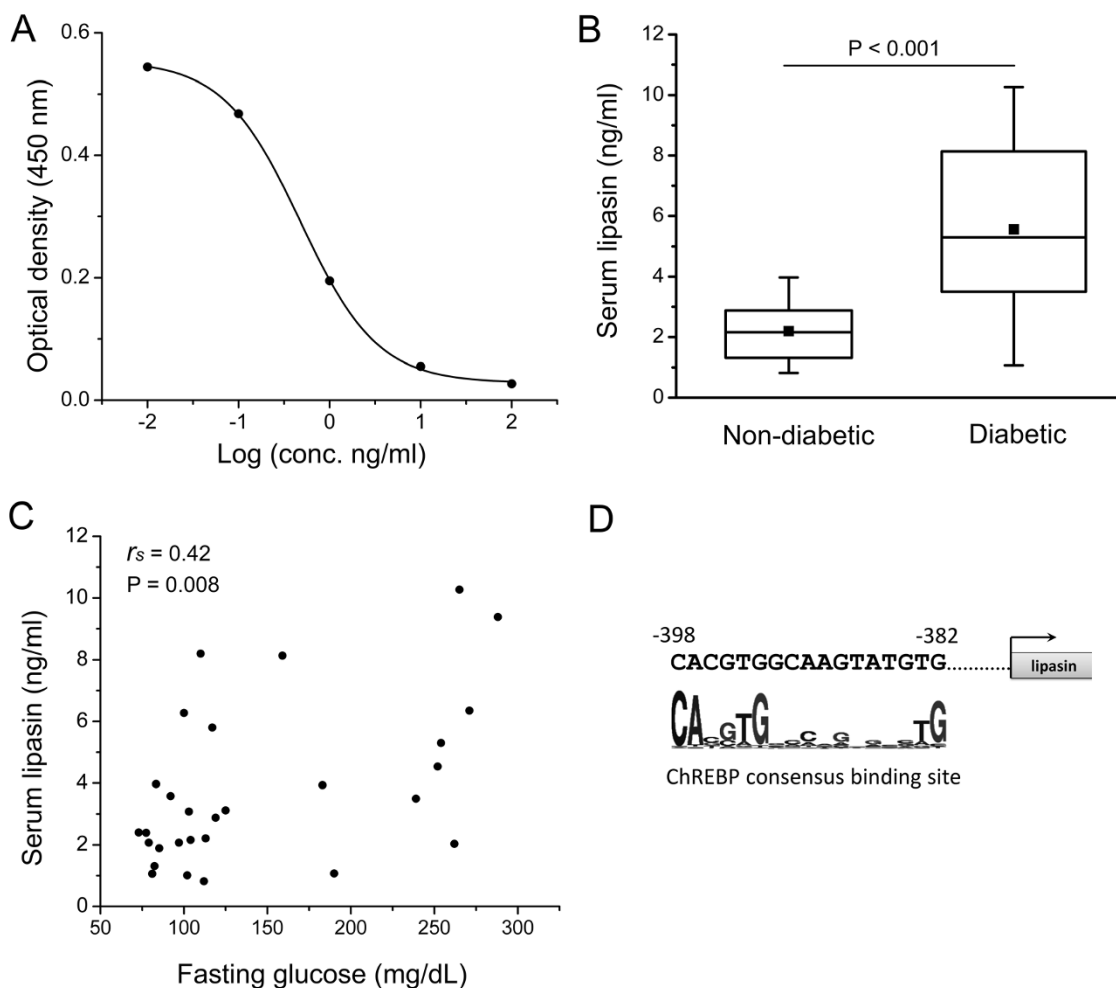 A
0.6
0.4
0.2
0.0
Optical density (450 nm)
-2 -1 0 1 2
Log (conc. ng/ml)
B
P < 0.001
12
10
8
6
4
2
0
Serum lipasin (ng/ml)
Non-diabetic Diabetic
C
rs = 0.42
P = 0.008
12
10
8
6
4
2
0
Serum lipasin (ng/ml)
50 100 150 200 250 300
Fasting glucose (mg/dL)
D
-398 -382
CACGTGGCAAGTATGTG
lipasin
ChREBP consensus binding site